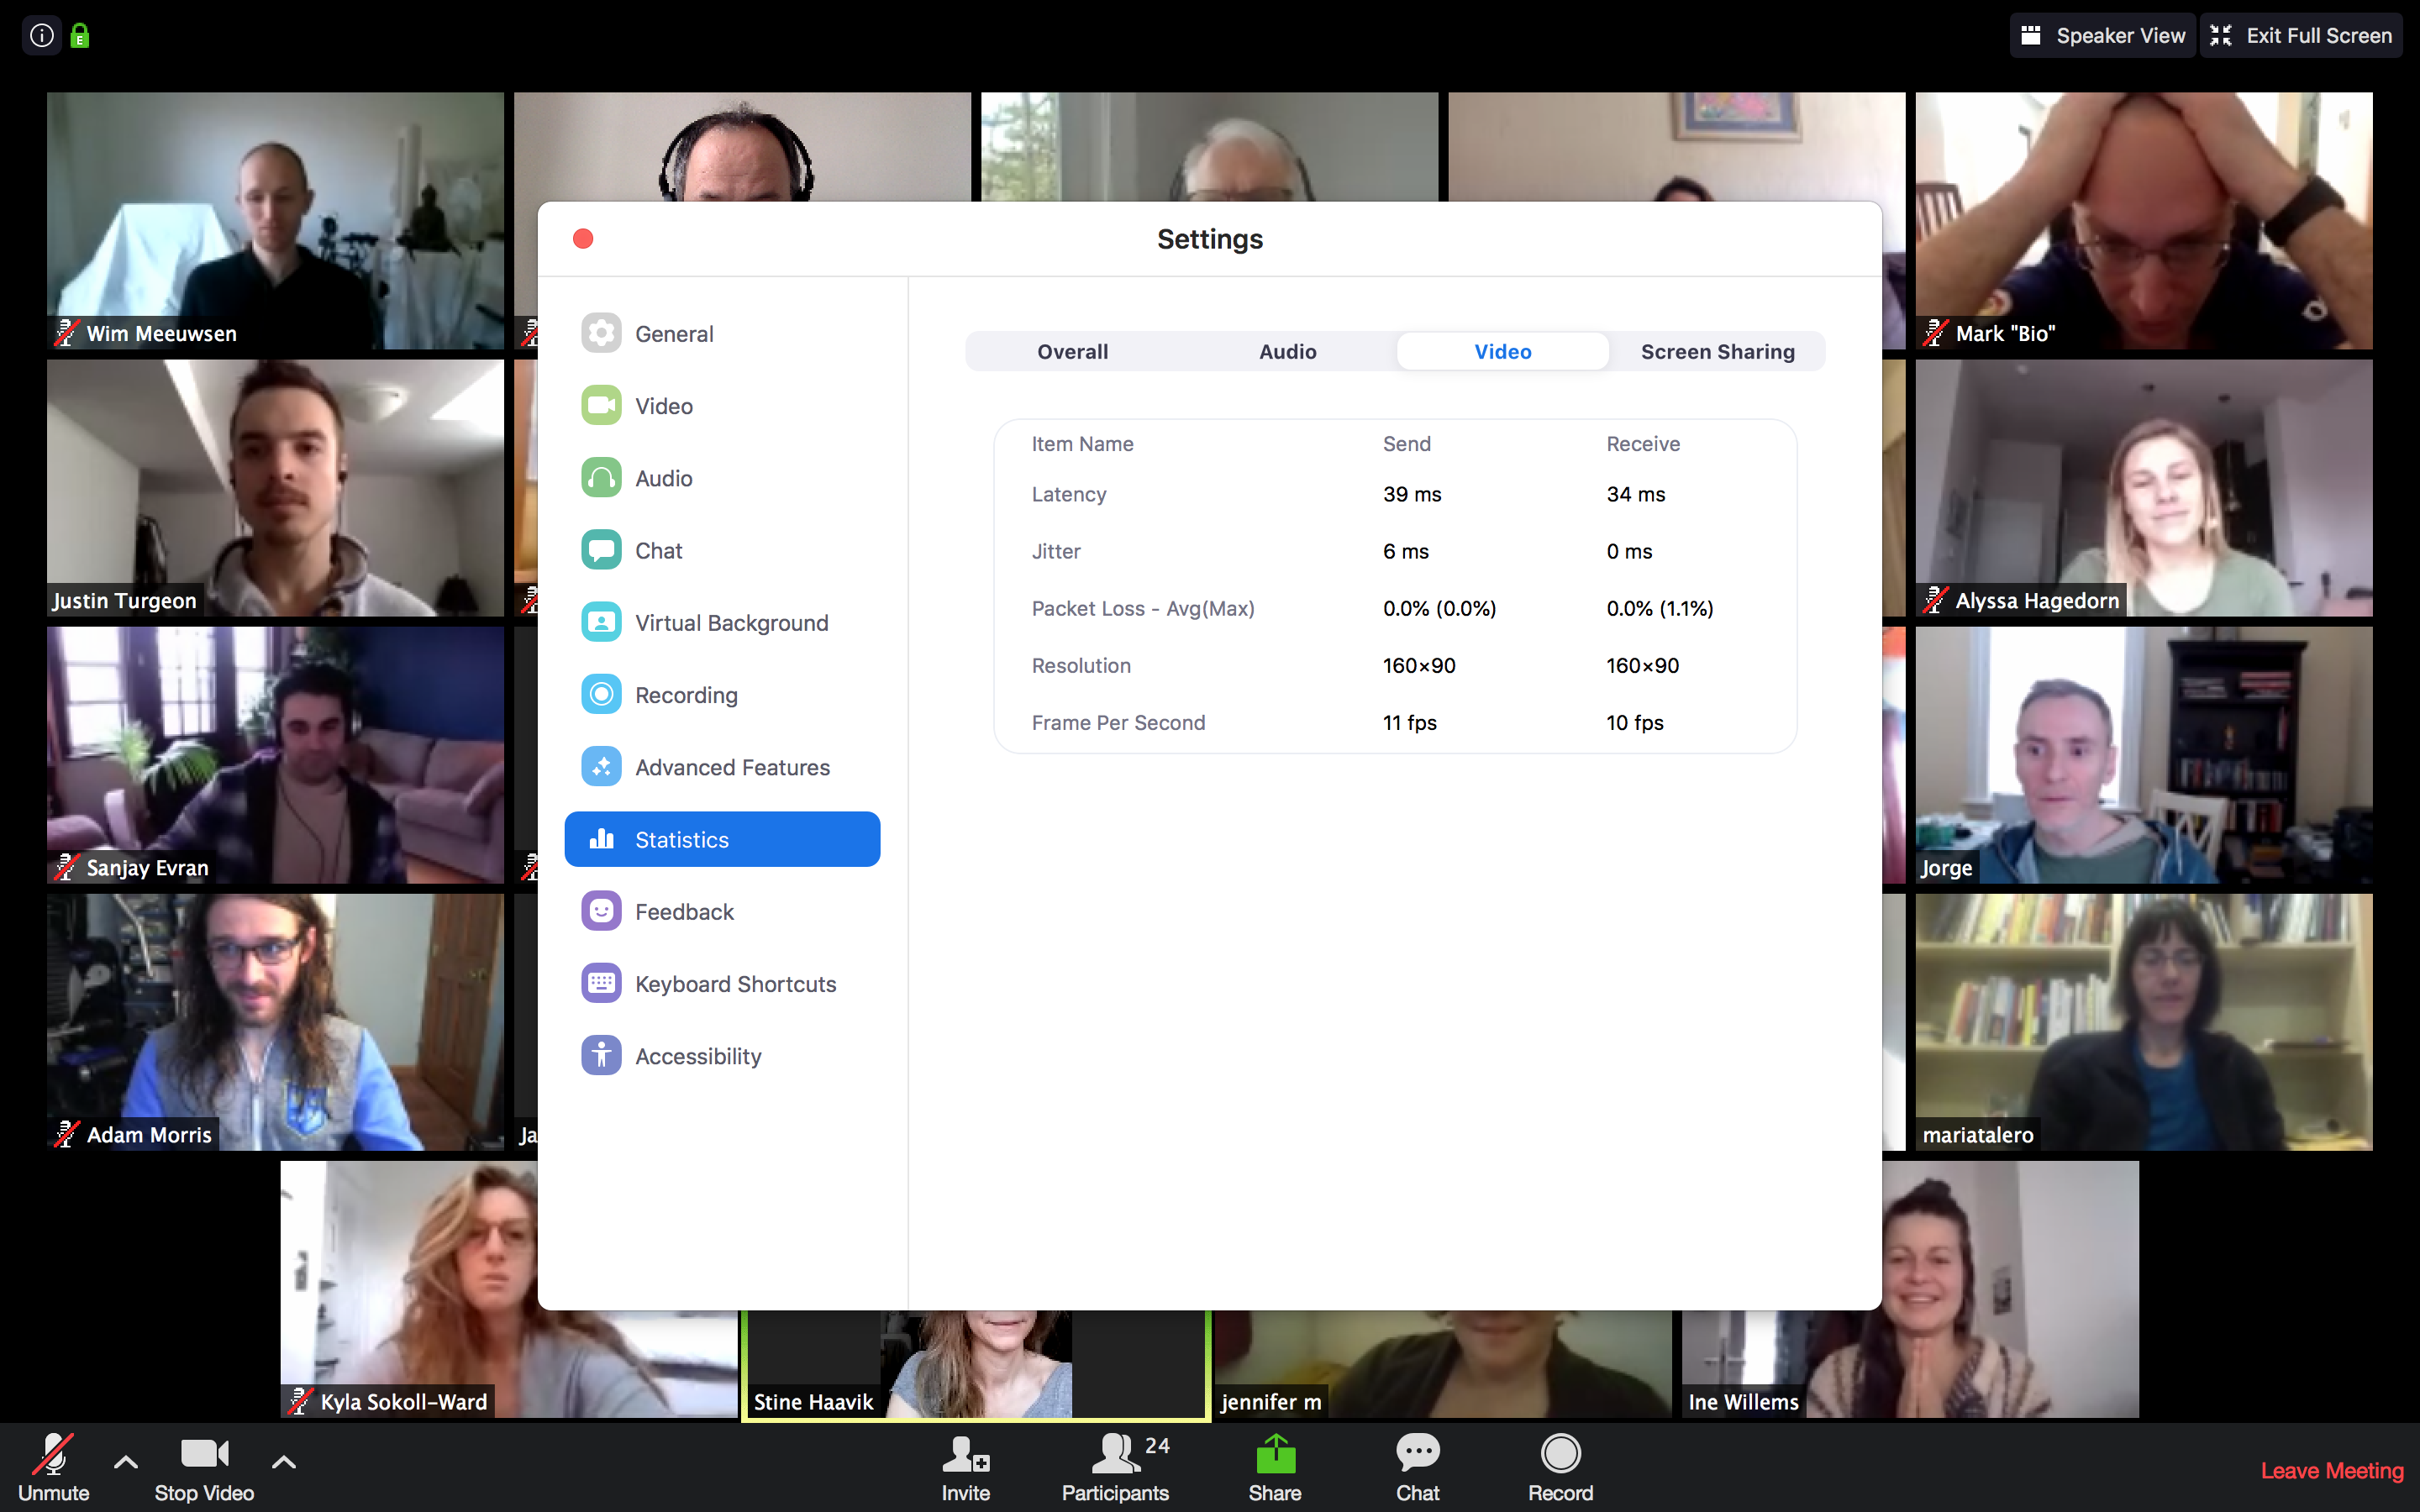 Speaker View
Exit Full Screen
Wim Meeuwsen
Mark "Bio"
Justin Turgeon
Alyssa Hagedorn
Sanjay Evran
Jorge
Adam Morris
Ja
mariatalero
Kyla Sokoll-Ward
Stine Haavik
jennifer m
Ine Willems
Settings
General
Video
Audio
Chat
Virtual Background
Recording
Advanced Features
Statistics
Feedback
Keyboard Shortcuts
Accessibility
Overall Audio Video Screen Sharing
Item Name Send Receive
Latency 39 ms 34 ms
Jitter 6 ms 0 ms
Packet Loss - Avg(Max) 0.0% (0.0%) 0.0% (1.1%)
Resolution 160×90 160×90
Frame Per Second 11 fps 10 fps
Unmute
Stop Video
Invite
Participants 24
Share
Chat
Record
Leave Meeting